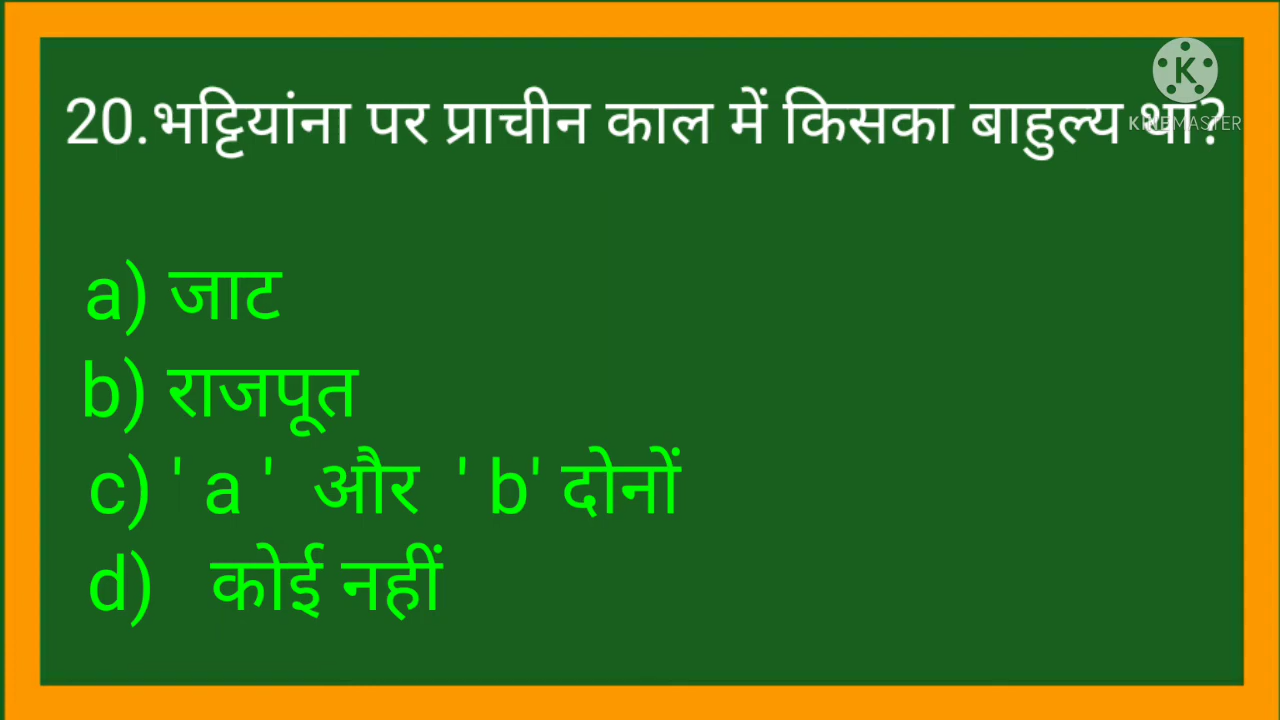 20.भट्टियांना पर प्राचीन काल में किसका बाहुल्य था?
K
KINEMASTER
a) जाट
b) राजपूत
c) ' a ' और ' b' दोनों
d) कोई नहीं